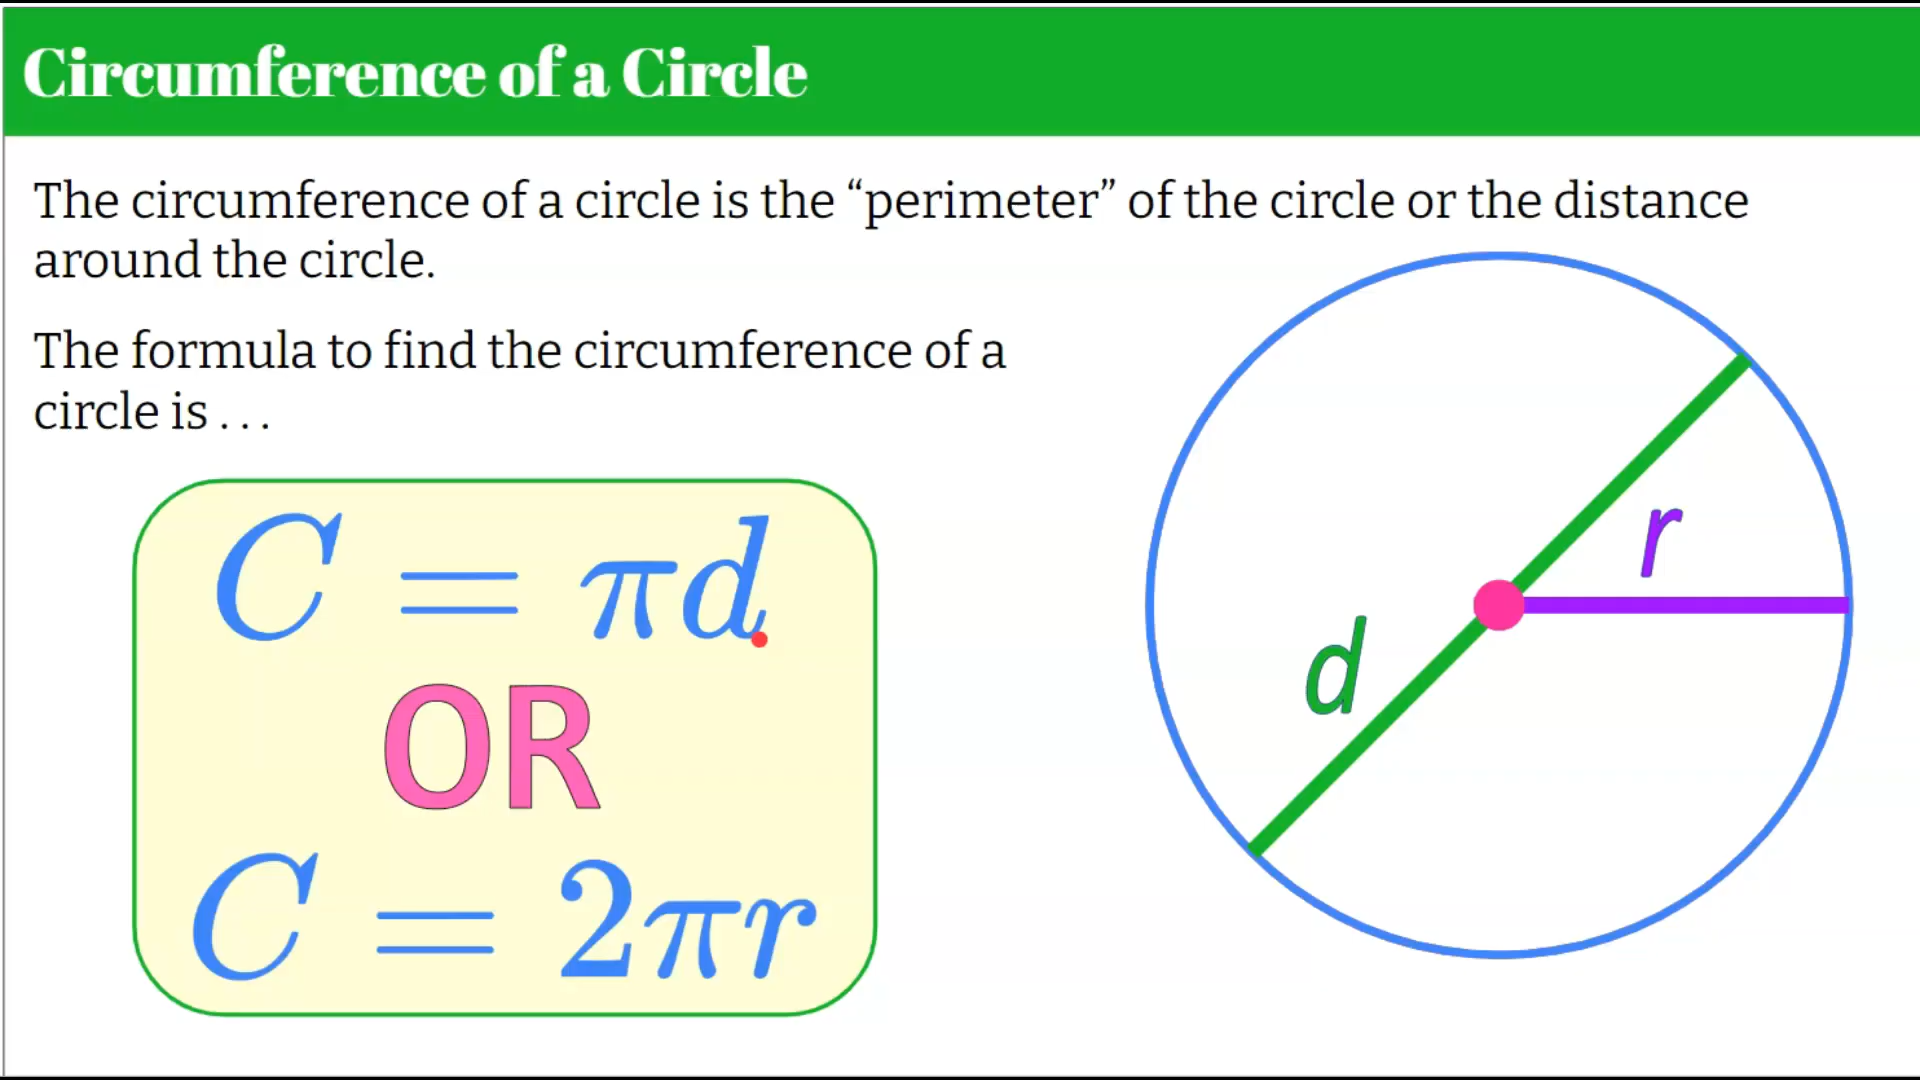 Circumference of a Circle
The circumference of a circle is the “perimeter” of the circle or the distance
around the circle.
The formula to find the circumference of a
circle is . . .
C = πd
OR
C = 2πr
r
d